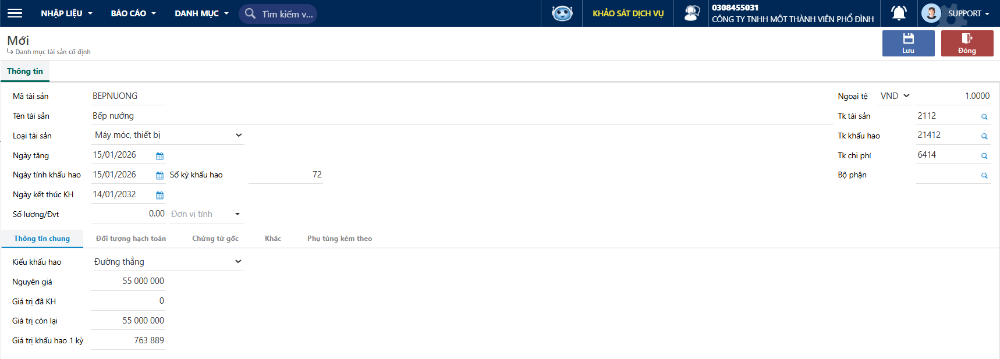 NHẬP LIỆU BÁO CÁO DANH MỤC Tìm kiếm v... KHẢO SÁT DỊCH VỤ 0308455031 SUPPORT
CÔNG TY TNHH MỘT THÀNH VIÊN PHỐ ĐÌNH
Mới
Danh mục tài sản cố định
Lưu Đóng
Thông tin
Mã tài sản BEPNUONG Ngoại tệ VND 1.0000
Tên tài sản Bếp nướng Tk tài sản 2112
Loại tài sản Máy móc, thiết bị Tk khấu hao 21412
Ngày tăng 15/01/2026 Tk chi phí 6414
Ngày tính khấu hao 15/01/2026 Số kỳ khấu hao 72 Bộ phận
Ngày kết thúc KH 14/01/2032
Số lượng/Đvt 0.00 Đơn vị tính
Thông tin chung Đối tượng hạch toán Chứng từ gốc Khác Phụ tùng kèm theo
Kiểu khấu hao Đường thẳng
Nguyên giá 55 000 000
Giá trị đã KH 0
Giá trị còn lại 55 000 000
Giá trị khấu hao 1 kỳ 763 889